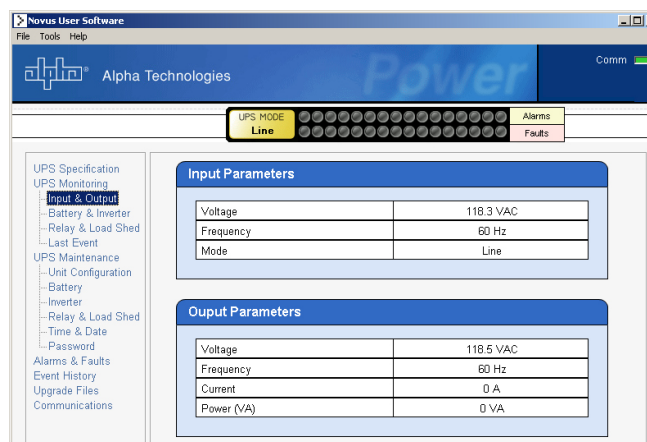 Novus User Software
File Tools Help
alpha® Alpha Technologies
Power
Comm
UPS MODE
Line
Alarms
Faults
UPS Specification
UPS Monitoring
Input & Output
Battery & Inverter
Relay & Load Shed
Last Event
UPS Maintenance
Unit Configuration
Battery
Inverter
Relay & Load Shed
Time & Date
Password
Alarms & Faults
Event History
Upgrade Files
Communications
Input Parameters
Voltage 118.3 VAC
Frequency 60 Hz
Mode Line
Ouput Parameters
Voltage 118.5 VAC
Frequency 60 Hz
Current 0 A
Power (VA) 0 VA